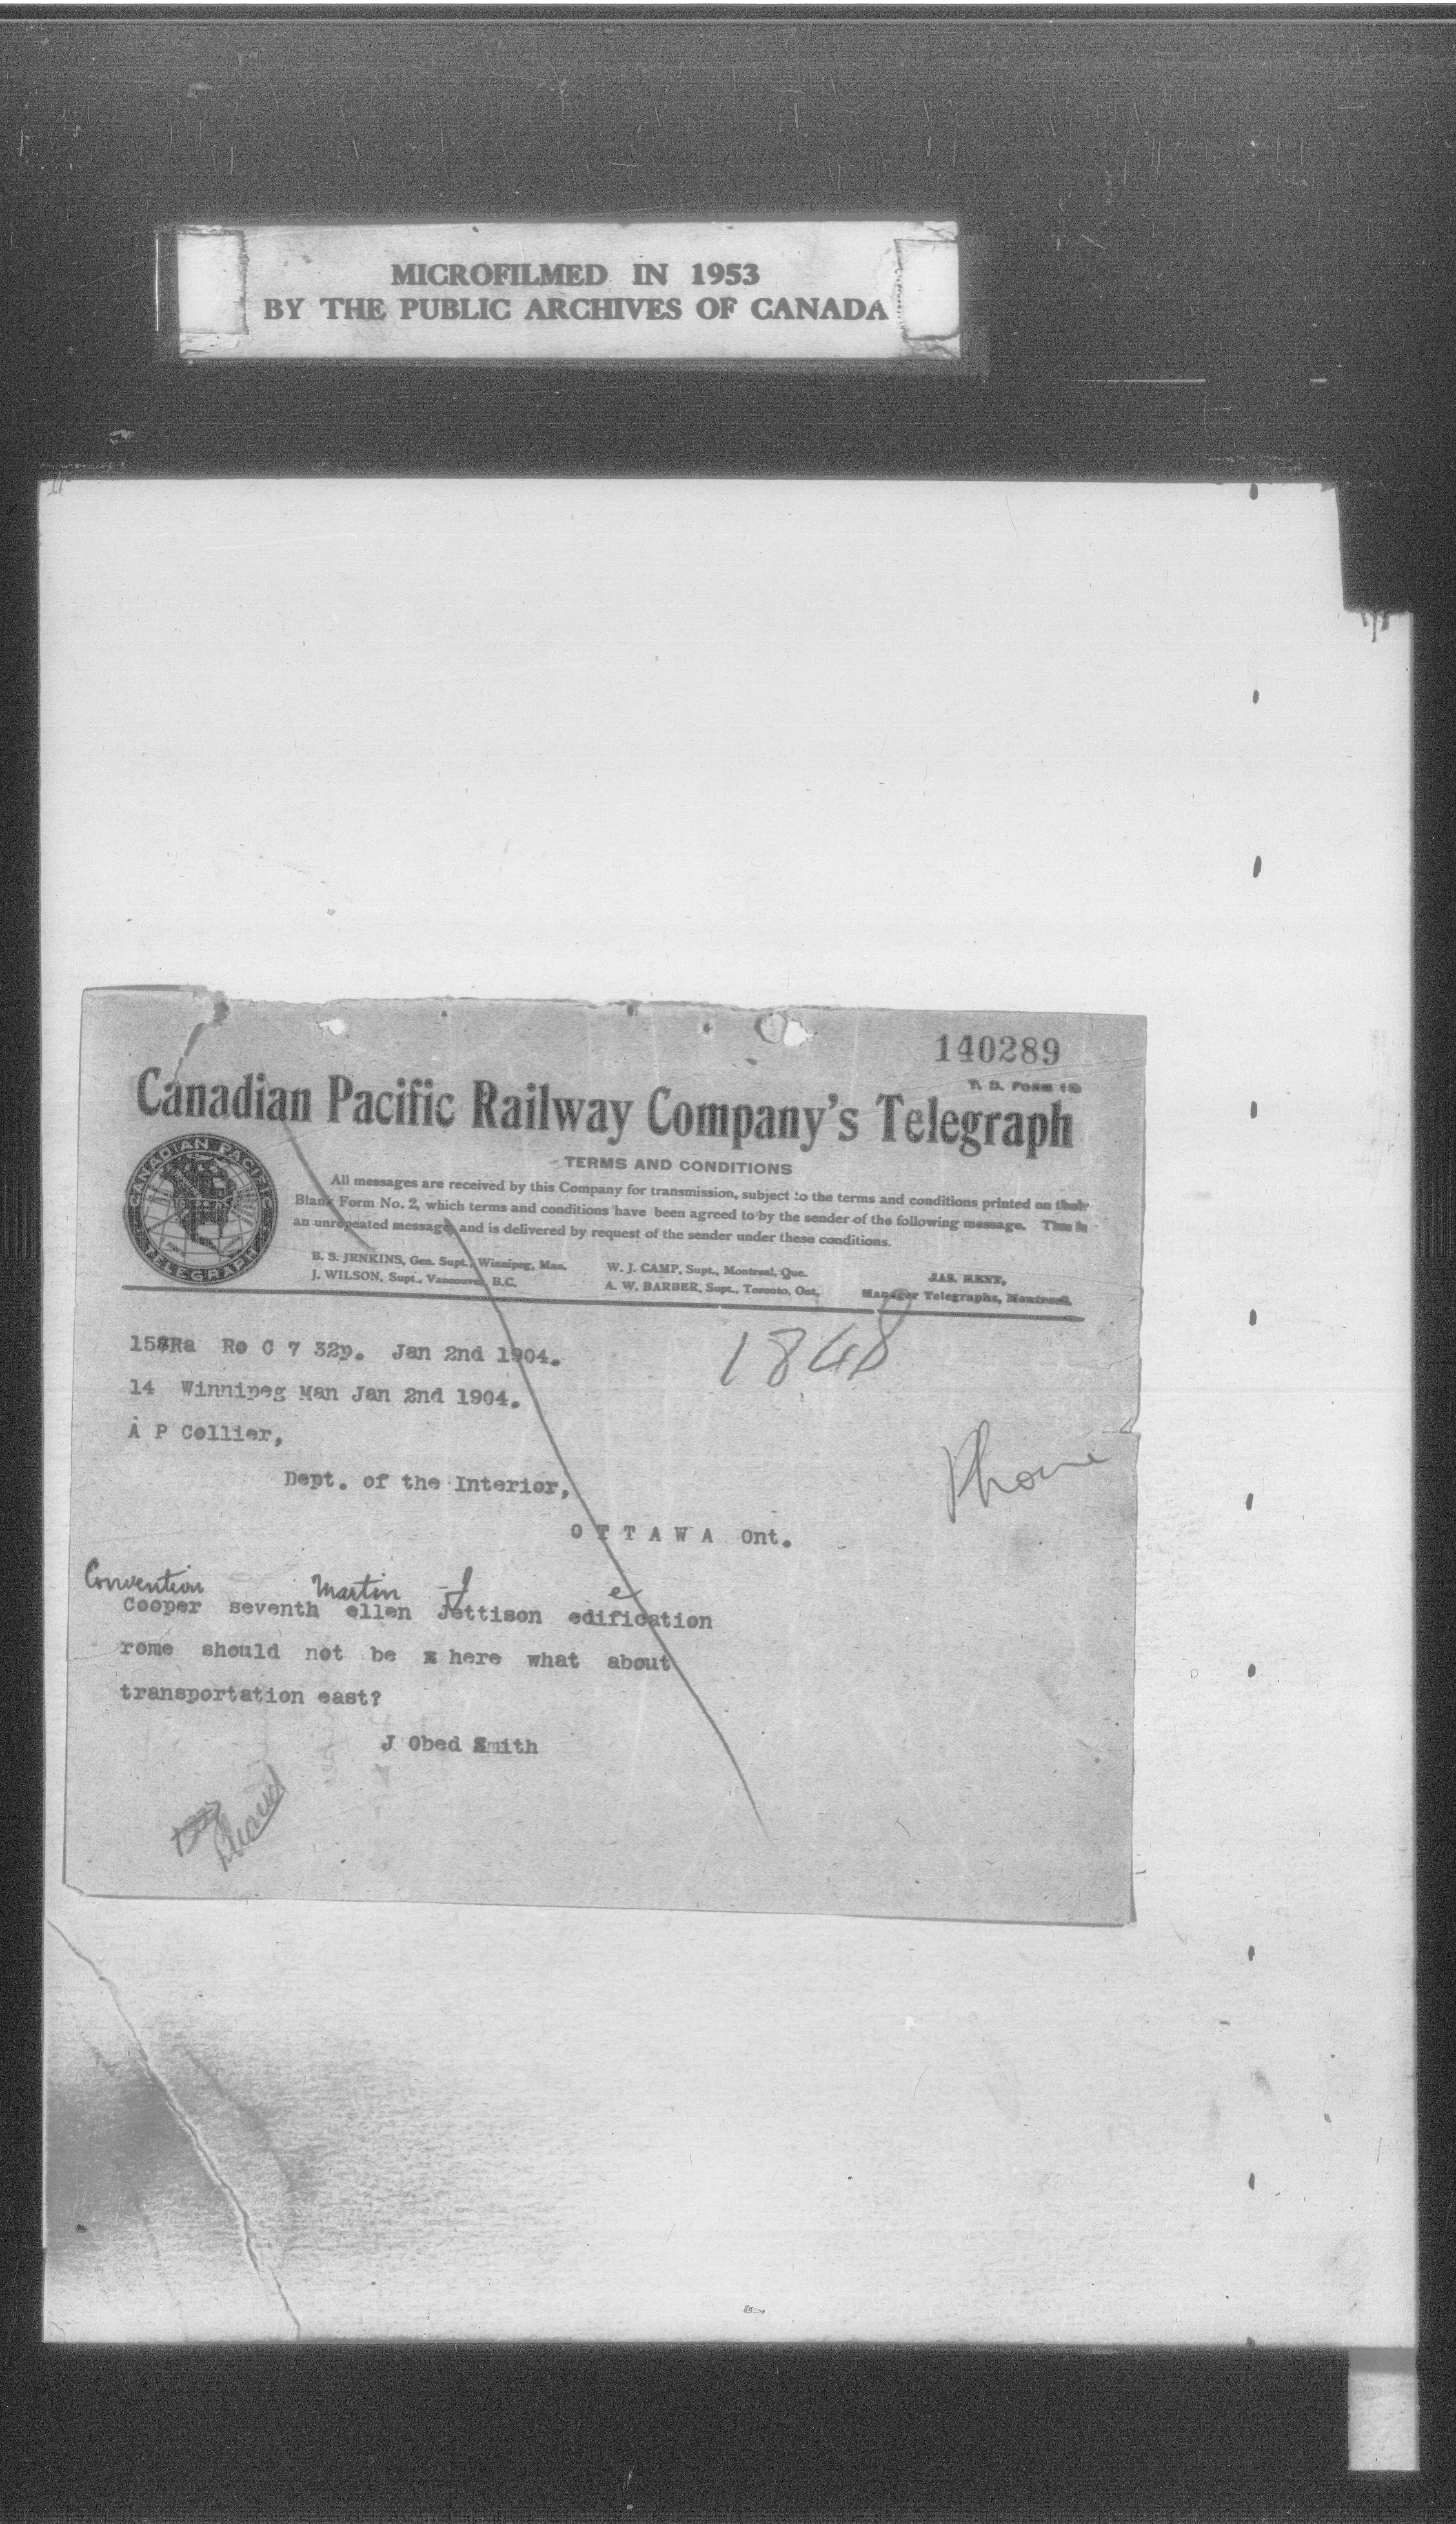 MICROFILMED IN 1953
BY THE PUBLIC ARCHIVES OF CANADA
140289
T. D. FORM
Canadian Pacific Railway Company's Telegraph
CANADIAN PACIFIC
TELEGRAPH
TERMS AND CONDITIONS
All messages are received by this Company for transmission, subject to the terms and conditions printed on their
Blank Form No. 2, which terms and conditions have been agreed to by the sender of the following message. This is
an unrepeated message, and is delivered by request of the sender under these conditions.
B. S. JENKINS, Gen. Supt., Winnipeg, Man.
J. WILSON, Supt., Vancouver, B.C.
W. J. CAMP, Supt., Montreal, Que.
A. W. BARBER, Supt., Toronto, Ont.
JAS. KENT,
Manager Telegraphs, Montreal.
1848
158Ra Ro C 7 32p. Jan 2nd 1904.
14 Winnipeg Man Jan 2nd 1904.
A P Collier,
Phone
Dept. of the Interior,
O T T A W A Ont.
Convention Martin f e
Cooper seventh ellen Jettison edification
rome should not be x here what about
transportation east?
J Obed Smith